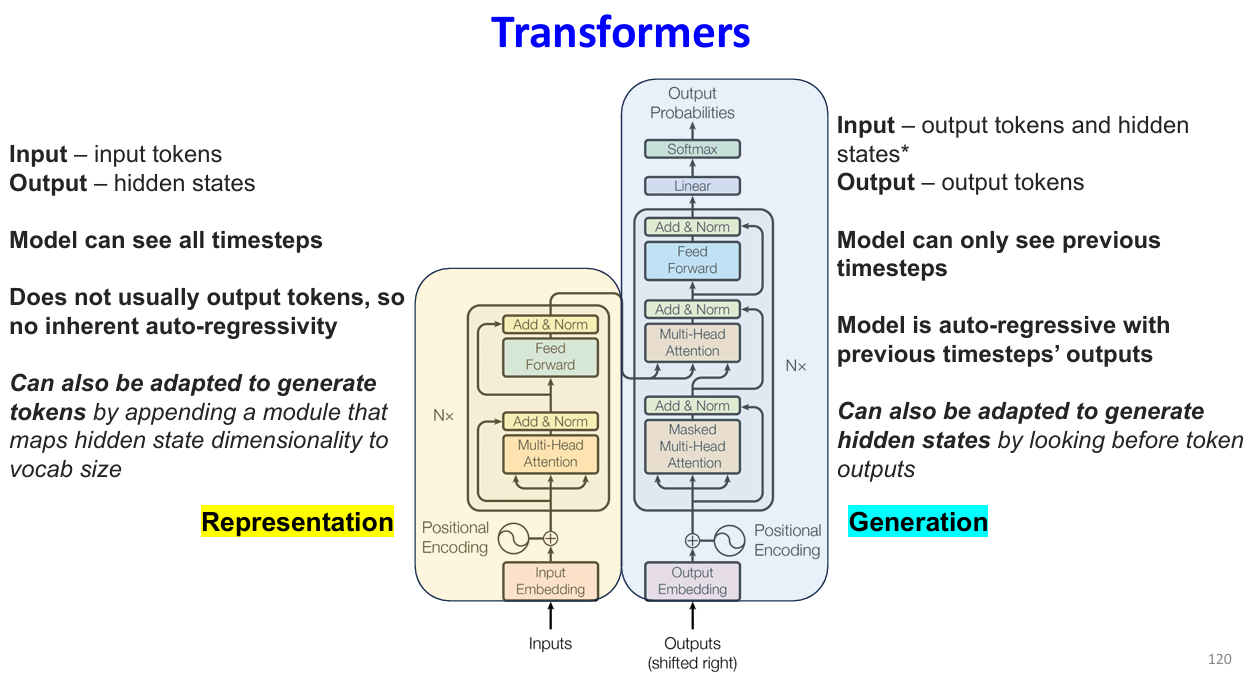 Transformers
Input – input tokens
Output – hidden states
Model can see all timesteps
Does not usually output tokens, so
no inherent auto-regressivity
Can also be adapted to generate
tokens by appending a module that
maps hidden state dimensionality to
vocab size
Representation
Output
Probabilities
Softmax
Linear
Add & Norm
Feed
Forward
Add & Norm
Multi-Head
Attention
Add & Norm
Masked
Multi-Head
Attention
N×
Positional
Encoding
Output
Embedding
Outputs
(shifted right)
Add & Norm
Feed
Forward
Add & Norm
Multi-Head
Attention
N×
Positional
Encoding
Input
Embedding
Inputs
Input – output tokens and hidden
states*
Output – output tokens
Model can only see previous
timesteps
Model is auto-regressive with
previous timesteps’ outputs
Can also be adapted to generate
hidden states by looking before token
outputs
Generation
120